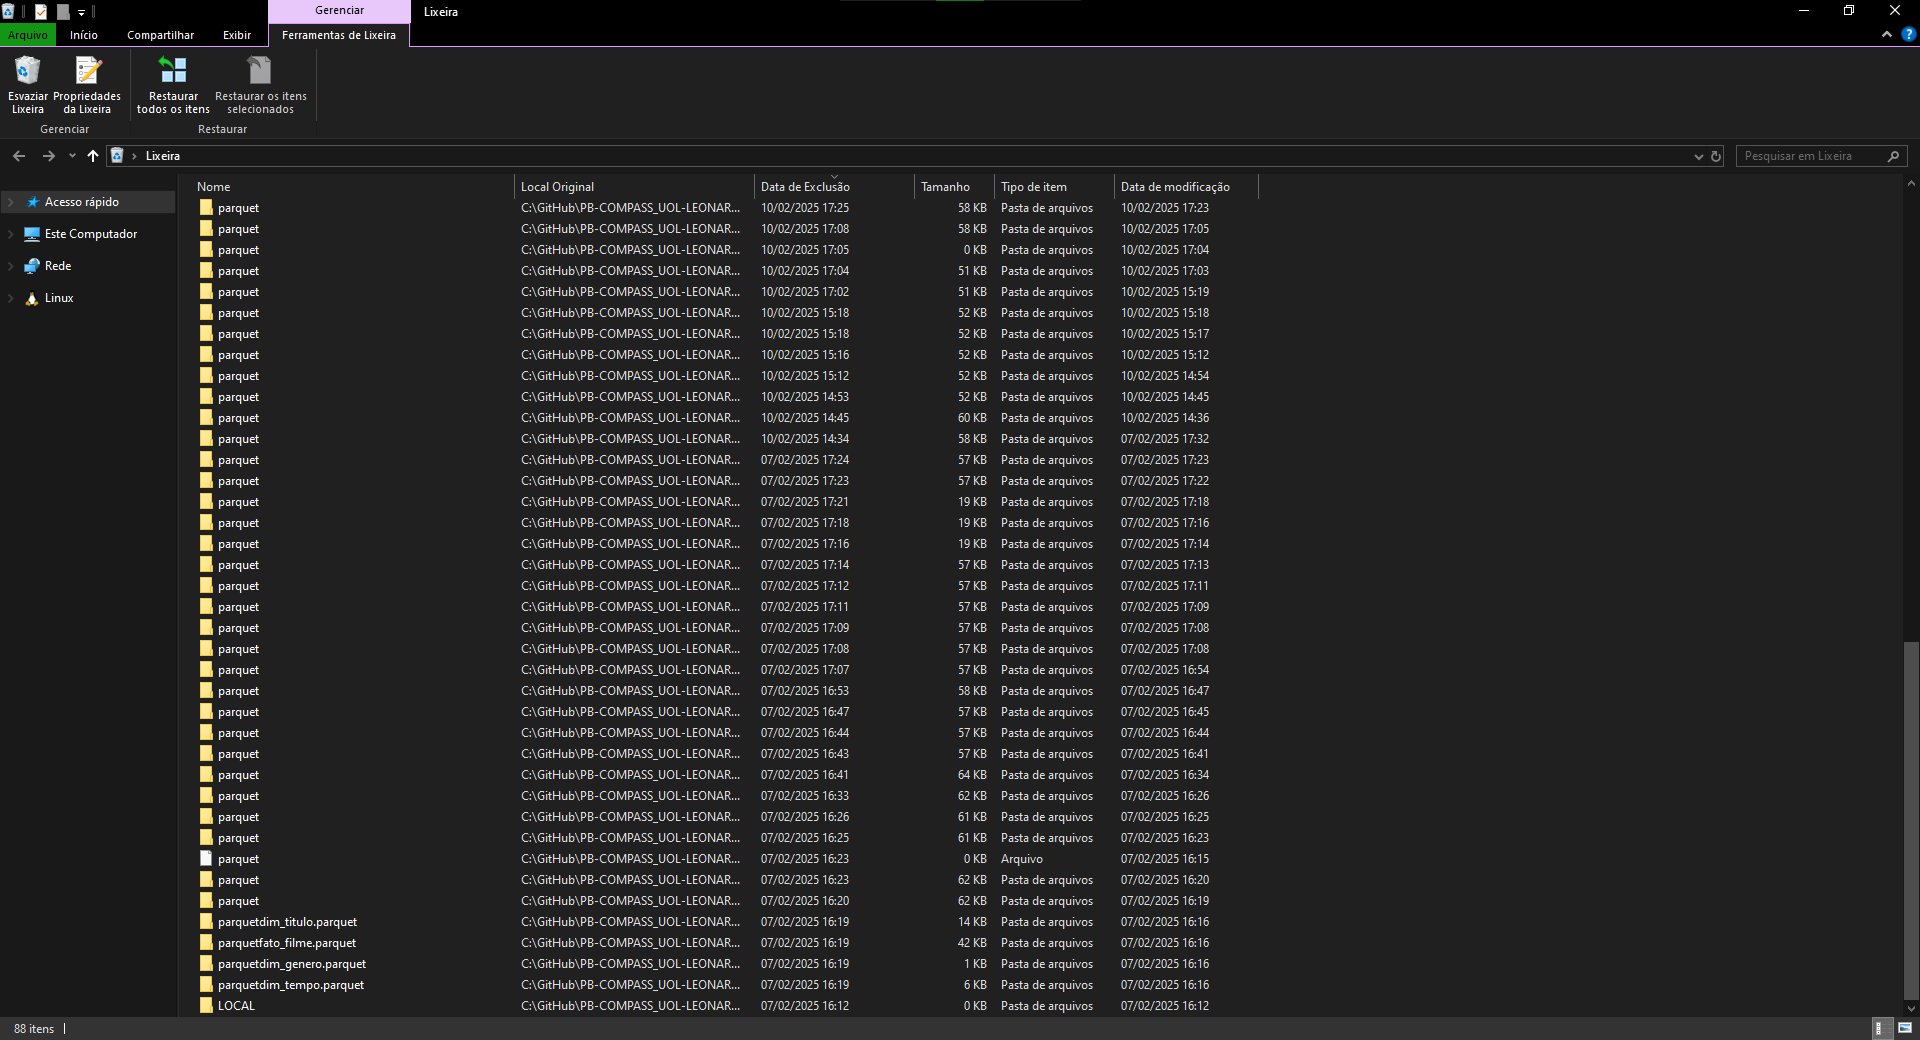 Gerenciar
Lixeira
Arquivo Início Compartilhar Exibir Ferramentas de Lixeira
Esvaziar Lixeira
Propriedades da Lixeira
Restaurar todos os itens
Restaurar os itens selecionados
Gerenciar
Restaurar
Lixeira
Pesquisar em Lixeira
Acesso rápido
Este Computador
Rede
Linux
Nome Local Original Data de Exclusão Tamanho Tipo de item Data de modificação
parquet C:\GitHub\PB-COMPASS_UOL-LEONAR... 10/02/2025 17:25 58 KB Pasta de arquivos 10/02/2025 17:23
parquet C:\GitHub\PB-COMPASS_UOL-LEONAR... 10/02/2025 17:08 58 KB Pasta de arquivos 10/02/2025 17:05
parquet C:\GitHub\PB-COMPASS_UOL-LEONAR... 10/02/2025 17:05 0 KB Pasta de arquivos 10/02/2025 17:04
parquet C:\GitHub\PB-COMPASS_UOL-LEONAR... 10/02/2025 17:04 51 KB Pasta de arquivos 10/02/2025 17:03
parquet C:\GitHub\PB-COMPASS_UOL-LEONAR... 10/02/2025 17:02 51 KB Pasta de arquivos 10/02/2025 15:19
parquet C:\GitHub\PB-COMPASS_UOL-LEONAR... 10/02/2025 15:18 52 KB Pasta de arquivos 10/02/2025 15:18
parquet C:\GitHub\PB-COMPASS_UOL-LEONAR... 10/02/2025 15:18 52 KB Pasta de arquivos 10/02/2025 15:17
parquet C:\GitHub\PB-COMPASS_UOL-LEONAR... 10/02/2025 15:16 52 KB Pasta de arquivos 10/02/2025 15:12
parquet C:\GitHub\PB-COMPASS_UOL-LEONAR... 10/02/2025 15:12 52 KB Pasta de arquivos 10/02/2025 14:54
parquet C:\GitHub\PB-COMPASS_UOL-LEONAR... 10/02/2025 14:53 52 KB Pasta de arquivos 10/02/2025 14:45
parquet C:\GitHub\PB-COMPASS_UOL-LEONAR... 10/02/2025 14:45 60 KB Pasta de arquivos 10/02/2025 14:36
parquet C:\GitHub\PB-COMPASS_UOL-LEONAR... 10/02/2025 14:34 58 KB Pasta de arquivos 07/02/2025 17:32
parquet C:\GitHub\PB-COMPASS_UOL-LEONAR... 07/02/2025 17:24 57 KB Pasta de arquivos 07/02/2025 17:23
parquet C:\GitHub\PB-COMPASS_UOL-LEONAR... 07/02/2025 17:23 57 KB Pasta de arquivos 07/02/2025 17:22
parquet C:\GitHub\PB-COMPASS_UOL-LEONAR... 07/02/2025 17:21 19 KB Pasta de arquivos 07/02/2025 17:18
parquet C:\GitHub\PB-COMPASS_UOL-LEONAR... 07/02/2025 17:18 19 KB Pasta de arquivos 07/02/2025 17:16
parquet C:\GitHub\PB-COMPASS_UOL-LEONAR... 07/02/2025 17:16 19 KB Pasta de arquivos 07/02/2025 17:14
parquet C:\GitHub\PB-COMPASS_UOL-LEONAR... 07/02/2025 17:14 57 KB Pasta de arquivos 07/02/2025 17:13
parquet C:\GitHub\PB-COMPASS_UOL-LEONAR... 07/02/2025 17:12 57 KB Pasta de arquivos 07/02/2025 17:11
parquet C:\GitHub\PB-COMPASS_UOL-LEONAR... 07/02/2025 17:11 57 KB Pasta de arquivos 07/02/2025 17:09
parquet C:\GitHub\PB-COMPASS_UOL-LEONAR... 07/02/2025 17:09 57 KB Pasta de arquivos 07/02/2025 17:08
parquet C:\GitHub\PB-COMPASS_UOL-LEONAR... 07/02/2025 17:08 57 KB Pasta de arquivos 07/02/2025 17:08
parquet C:\GitHub\PB-COMPASS_UOL-LEONAR... 07/02/2025 17:07 57 KB Pasta de arquivos 07/02/2025 16:54
parquet C:\GitHub\PB-COMPASS_UOL-LEONAR... 07/02/2025 16:53 58 KB Pasta de arquivos 07/02/2025 16:47
parquet C:\GitHub\PB-COMPASS_UOL-LEONAR... 07/02/2025 16:47 57 KB Pasta de arquivos 07/02/2025 16:45
parquet C:\GitHub\PB-COMPASS_UOL-LEONAR... 07/02/2025 16:44 57 KB Pasta de arquivos 07/02/2025 16:44
parquet C:\GitHub\PB-COMPASS_UOL-LEONAR... 07/02/2025 16:43 57 KB Pasta de arquivos 07/02/2025 16:41
parquet C:\GitHub\PB-COMPASS_UOL-LEONAR... 07/02/2025 16:41 64 KB Pasta de arquivos 07/02/2025 16:34
parquet C:\GitHub\PB-COMPASS_UOL-LEONAR... 07/02/2025 16:33 62 KB Pasta de arquivos 07/02/2025 16:26
parquet C:\GitHub\PB-COMPASS_UOL-LEONAR... 07/02/2025 16:26 61 KB Pasta de arquivos 07/02/2025 16:25
parquet C:\GitHub\PB-COMPASS_UOL-LEONAR... 07/02/2025 16:25 61 KB Pasta de arquivos 07/02/2025 16:23
parquet C:\GitHub\PB-COMPASS_UOL-LEONAR... 07/02/2025 16:23 0 KB Arquivo 07/02/2025 16:15
parquet C:\GitHub\PB-COMPASS_UOL-LEONAR... 07/02/2025 16:23 62 KB Pasta de arquivos 07/02/2025 16:20
parquet C:\GitHub\PB-COMPASS_UOL-LEONAR... 07/02/2025 16:20 62 KB Pasta de arquivos 07/02/2025 16:19
parquetdim_titulo.parquet C:\GitHub\PB-COMPASS_UOL-LEONAR... 07/02/2025 16:19 14 KB Pasta de arquivos 07/02/2025 16:16
parquetfato_filme.parquet C:\GitHub\PB-COMPASS_UOL-LEONAR... 07/02/2025 16:19 42 KB Pasta de arquivos 07/02/2025 16:16
parquetdim_genero.parquet C:\GitHub\PB-COMPASS_UOL-LEONAR... 07/02/2025 16:19 1 KB Pasta de arquivos 07/02/2025 16:16
parquetdim_tempo.parquet C:\GitHub\PB-COMPASS_UOL-LEONAR... 07/02/2025 16:19 6 KB Pasta de arquivos 07/02/2025 16:16
LOCAL C:\GitHub\PB-COMPASS_UOL-LEONAR... 07/02/2025 16:12 0 KB Pasta de arquivos 07/02/2025 16:12
88 itens